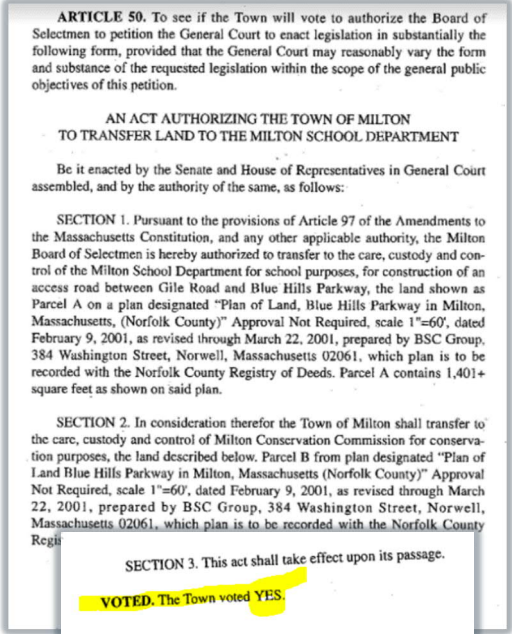 ARTICLE 50. To see if the Town will vote to authorize the Board of
Selectmen to petition the General Court to enact legislation in substantially the
following form, provided that the General Court may reasonably vary the form
and substance of the requested legislation within the scope of the general public
objectives of this petition.
AN ACT AUTHORIZING THE TOWN OF MILTON
TO TRANSFER LAND TO THE MILTON SCHOOL DEPARTMENT
Be it enacted by the Senate and House of Representatives in General Court
assembled, and by the authority of the same, as follows:
SECTION 1. Pursuant to the provisions of Article 97 of the Amendments to
the Massachusetts Constitution, and any other applicable authority, the Milton
Board of Selectmen is hereby authorized to transfer to the care, custody and con-
trol of the Milton School Department for school purposes, for construction of an
access road between Gile Road and Blue Hills Parkway, the land shown as
Parcel A on a plan designated "Plan of Land, Blue Hills Parkway in Milton,
Massachusetts, (Norfolk County)" Approval Not Required, scale 1"=60', dated
February 9, 2001, as revised through March 22, 2001, prepared by BSC Group,
384 Washington Street, Norwell, Massachusetts 02061, which plan is to be
recorded with the Norfolk County Registry of Deeds. Parcel A contains 1,401+
square feet as shown on said plan.
SECTION 2. In consideration therefor the Town of Milton shall transfer to
the care, custody and control of Milton Conservation Commission for conserva-
tion purposes, the land described below. Parcel B from plan designated "Plan of
Land Blue Hills Parkway in Milton, Massachusetts (Norfolk County)" Approval
Not Required, scale 1"=60', dated February 9, 2001, as revised through March
22, 2001, prepared by BSC Group, 384 Washington Street, Norwell,
Massachusetts 02061, which plan is to be recorded with the Norfolk County
SECTION 3. This act shall take effect upon its passage.
VOTED. The Town voted YES.